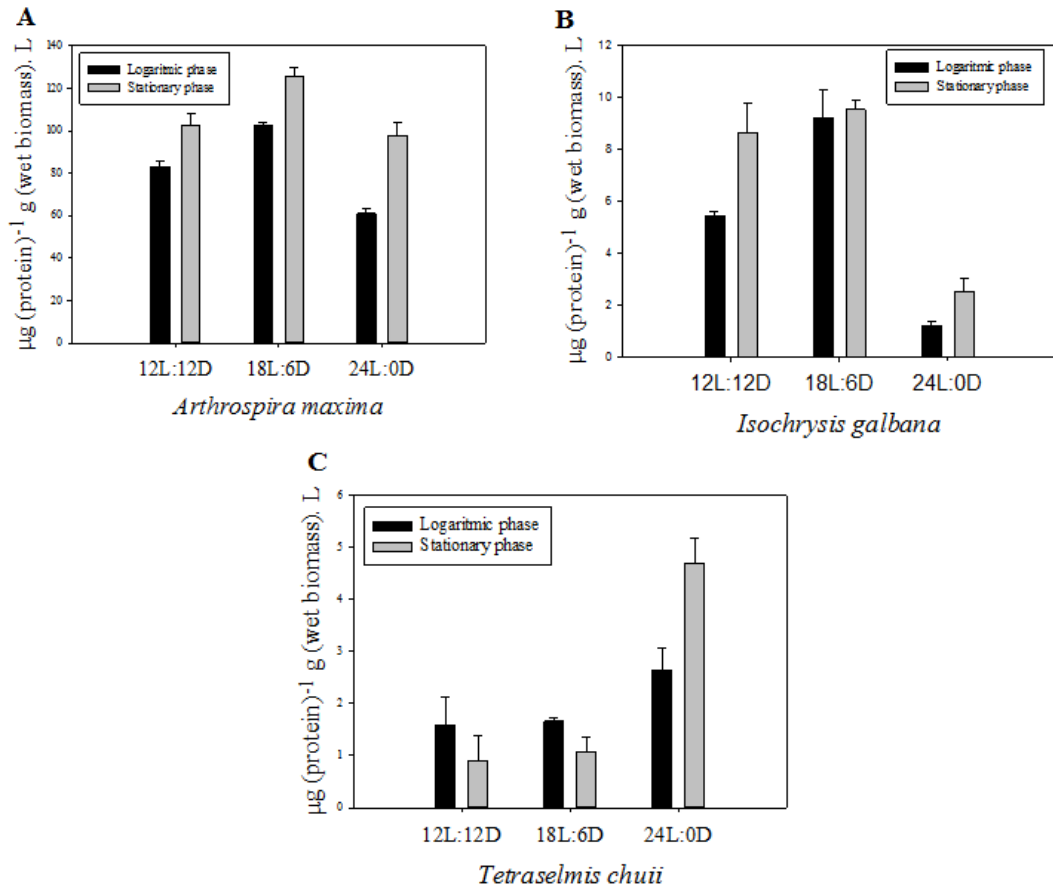 A
µg (protein)-1 g (wet biomass). L
140
120
100
80
60
40
20
0
Logaritmic phase
Stationary phase
12L:12D 18L:6D 24L:0D
Arthrospira maxima
B
µg (protein)-1 g (wet biomass). L
12
10
8
6
4
2
0
Logaritmic phase
Stationary phase
12L:12D 18L:6D 24L:0D
Isochrysis galbana
C
µg (protein)-1 g (wet biomass). L
6
5
4
3
2
1
0
Logaritmic phase
Stationary phase
12L:12D 18L:6D 24L:0D
Tetraselmis chuii